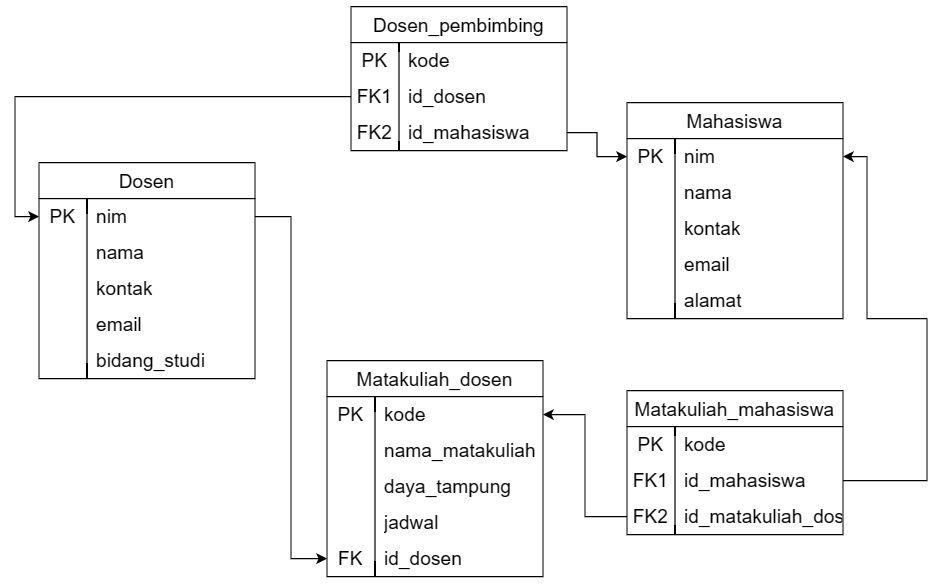 Dosen_pembimbing
PK kode
FK1 id_dosen
FK2 id_mahasiswa
Mahasiswa
PK nim
nama
kontak
email
alamat
Dosen
PK nim
nama
kontak
email
bidang_studi
Matakuliah_dosen
PK kode
nama_matakuliah
daya_tampung
jadwal
FK id_dosen
Matakuliah_mahasiswa
PK kode
FK1 id_mahasiswa
FK2 id_matakuliah_dos